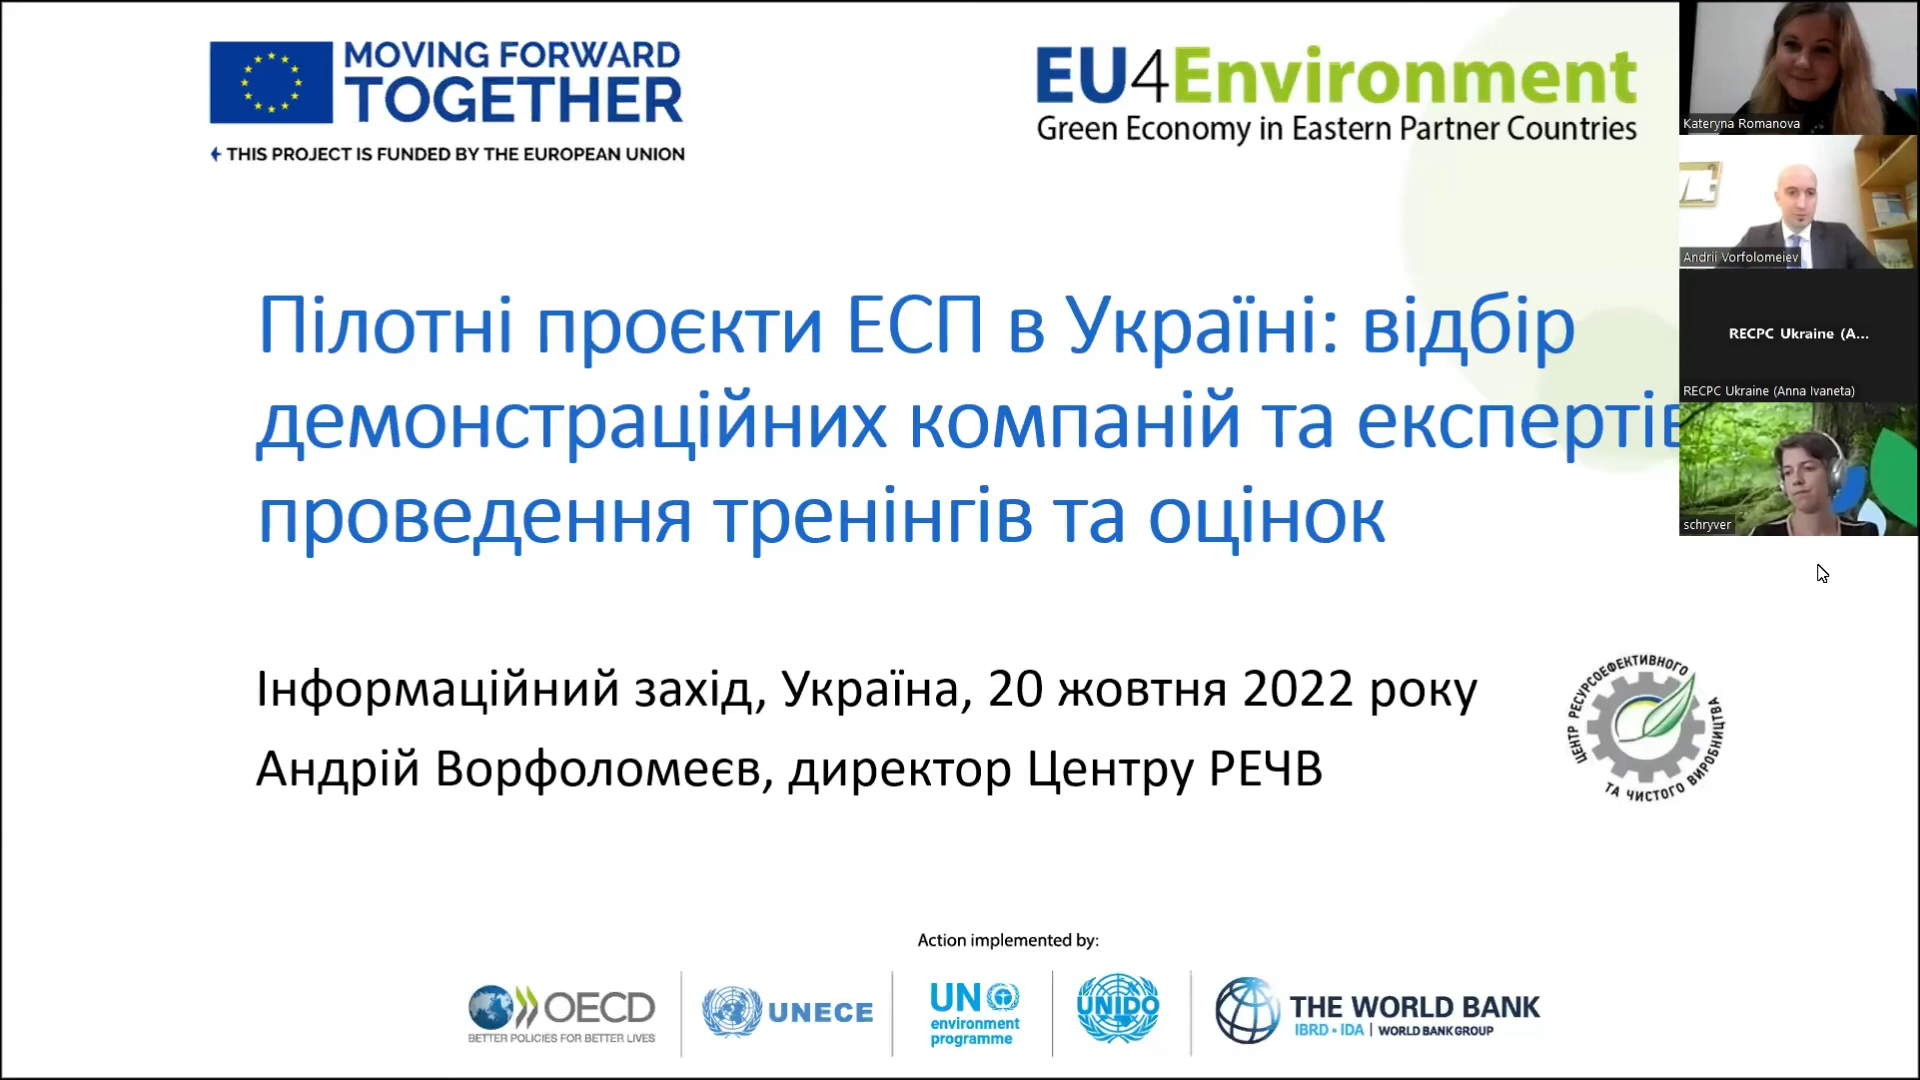 MOVING FORWARD
TOGETHER
THIS PROJECT IS FUNDED BY THE EUROPEAN UNION
EU4Environment
Green Economy in Eastern Partner Countries
Kateryna Romanova
Andrii Vorfolomeiev
RECPC Ukraine (A...
RECPC Ukraine (Anna Ivaneta)
schryver
Пілотні проєкти ЕСП в Україні: відбір
демонстраційних компаній та експертів
проведення тренінгів та оцінок
Інформаційний захід, Україна, 20 жовтня 2022 року
Андрій Ворфоломеєв, директор Центру РЕЧВ
ЦЕНТР РЕСУРСОЕФЕКТИВНОГО
ТА ЧИСТОГО ВИРОБНИЦТВА
Action implemented by:
OECD
BETTER POLICIES FOR BETTER LIVES
UNECE
UN
environment
programme
UNIDO
THE WORLD BANK
IBRD • IDA | WORLD BANK GROUP